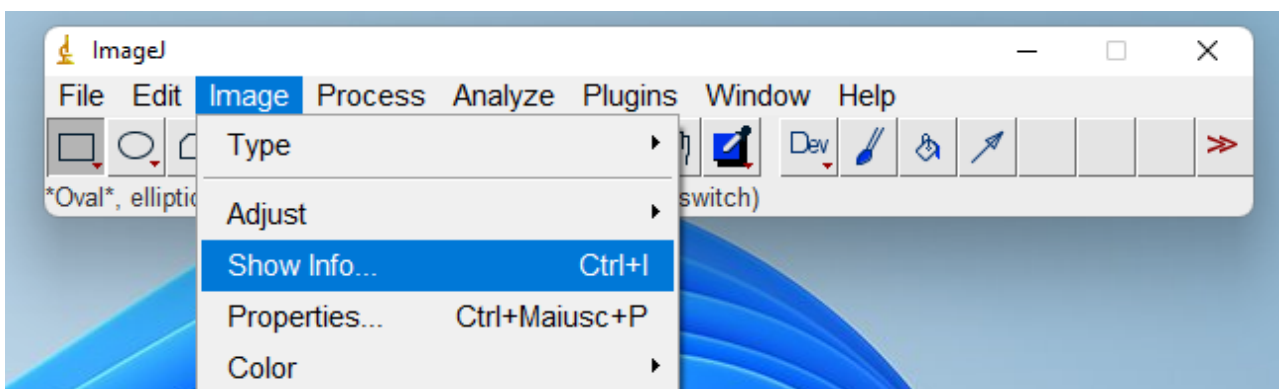 ImageJ
File Edit Image Process Analyze Plugins Window Help
Dev
Type
*Oval*, switch)
Adjust
Show Info... Ctrl+I
Properties... Ctrl+Maiusc+P
Color